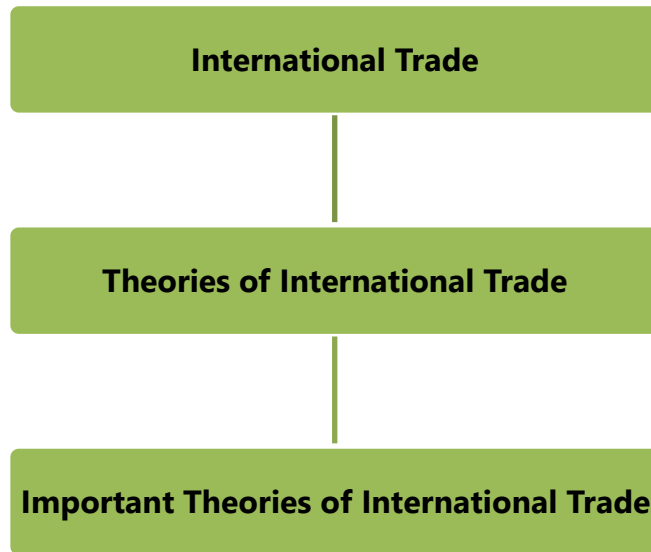 International Trade
Theories of International Trade
Important Theories of International Trade